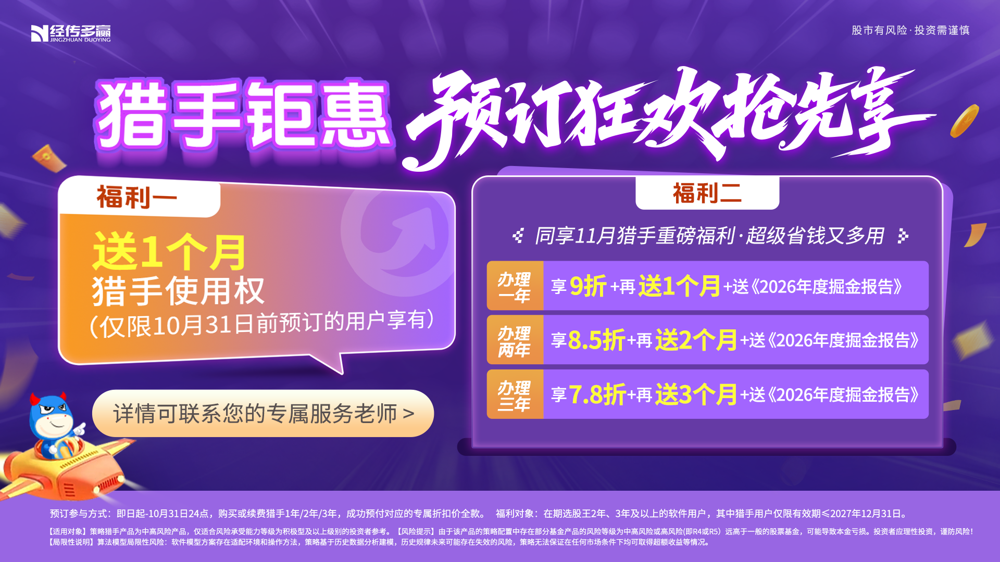 经传多赢
JINGZHUAN DUOYING
股市有风险·投资需谨慎
猎手钜惠 预订狂欢抢先享
福利一
送1个月
猎手使用权
（仅限10月31日前预订的用户享有）
详情可联系您的专属服务老师 >
福利二
同享11月猎手重磅福利·超级省钱又多用
办理一年 享9折+再送1个月+送《2026年度掘金报告》
办理两年 享8.5折+再送2个月+送《2026年度掘金报告》
办理三年 享7.8折+再送3个月+送《2026年度掘金报告》
预订参与方式：即日起-10月31日24点，购买或续费猎手1年/2年/3年，成功预付对应的专属折扣价全款。 福利对象：在期选股王2年、3年及以上的软件用户，其中猎手用户仅限有效期≤2027年12月31日。
【适用对象】策略猎手产品为中高风险产品，仅适合风险承受能力等级为积极型及以上级别的投资者参考。【风险提示】由于该产品的策略配置中存在部分基金产品的风险等级为中高风险或高风险(即R4或R5）远高于一般的股票基金，可能导致本金亏损。投资者应理性投资，谨防风险！
【局限性说明】算法模型局限性风险：软件模型方案存在适配环境和操作方法，策略基于历史数据分析建模，历史规律未来可能存在失效的风险，策略无法保证在任何市场条件下均可取得超额收益等情况。